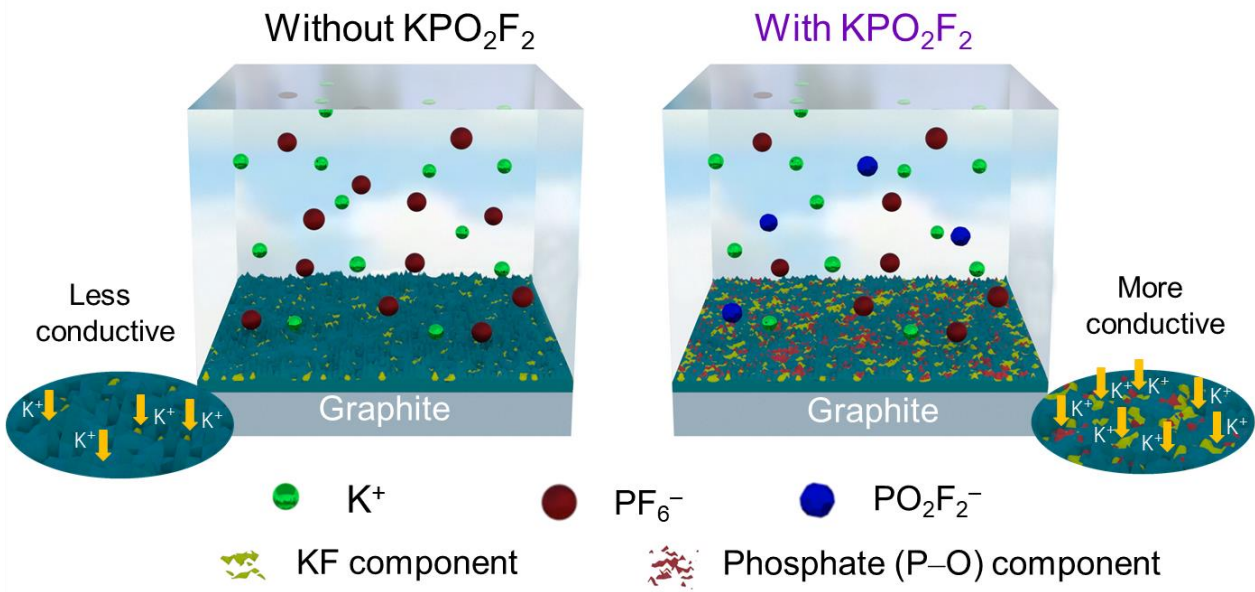 Without KPO₂F₂
With KPO₂F₂
Less
conductive
More
conductive
Graphite
Graphite
K⁺
K⁺
K⁺
K⁺
K⁺
K⁺
K⁺
K⁺
K⁺
K⁺
K⁺
K⁺
PF₆⁻
PO₂F₂⁻
KF component
Phosphate (P–O) component